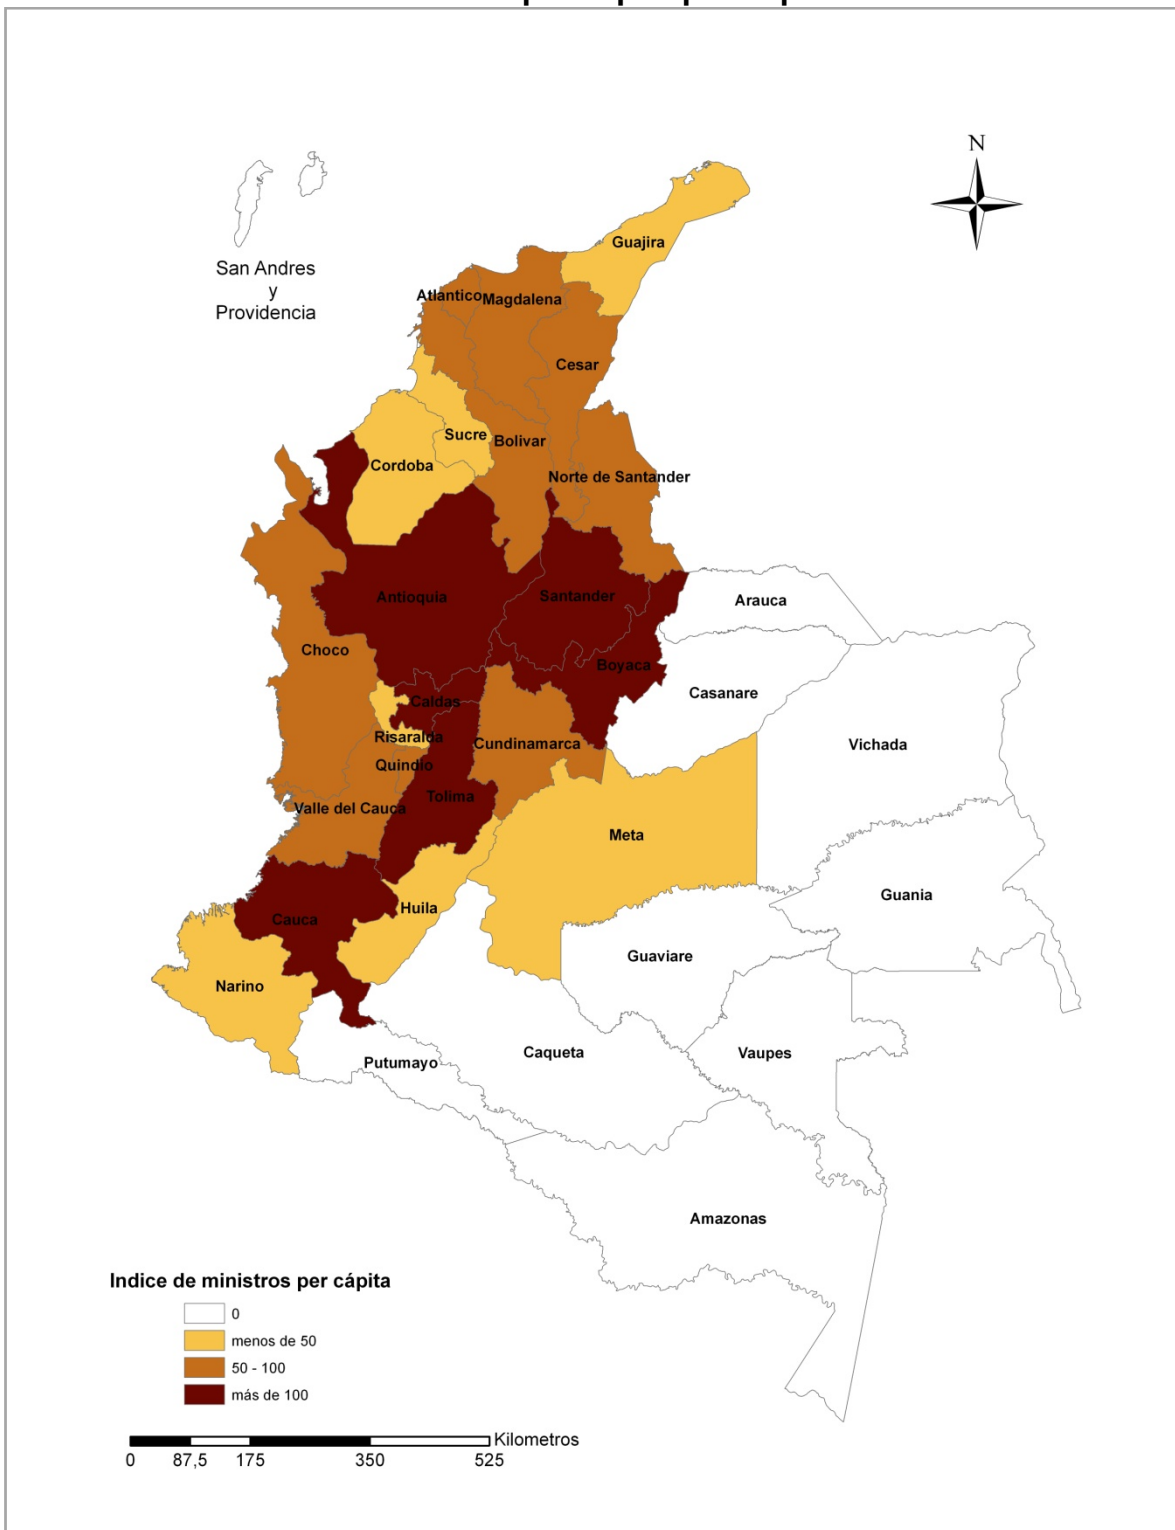 N
San Andres
y
Providencia
Guajira
Atlantico
Magdalena
Cesar
Sucre
Bolivar
Cordoba
Norte de Santander
Antioquia
Santander
Arauca
Choco
Boyaca
Casanare
Caldas
Risaralda
Cundinamarca
Vichada
Quindio
Tolima
Valle del Cauca
Meta
Guania
Huila
Cauca
Guaviare
Narino
Caqueta
Vaupes
Putumayo
Amazonas
Indice de ministros per cápita
0
menos de 50
50 - 100
más de 100
Kilometros
0 87,5 175 350 525